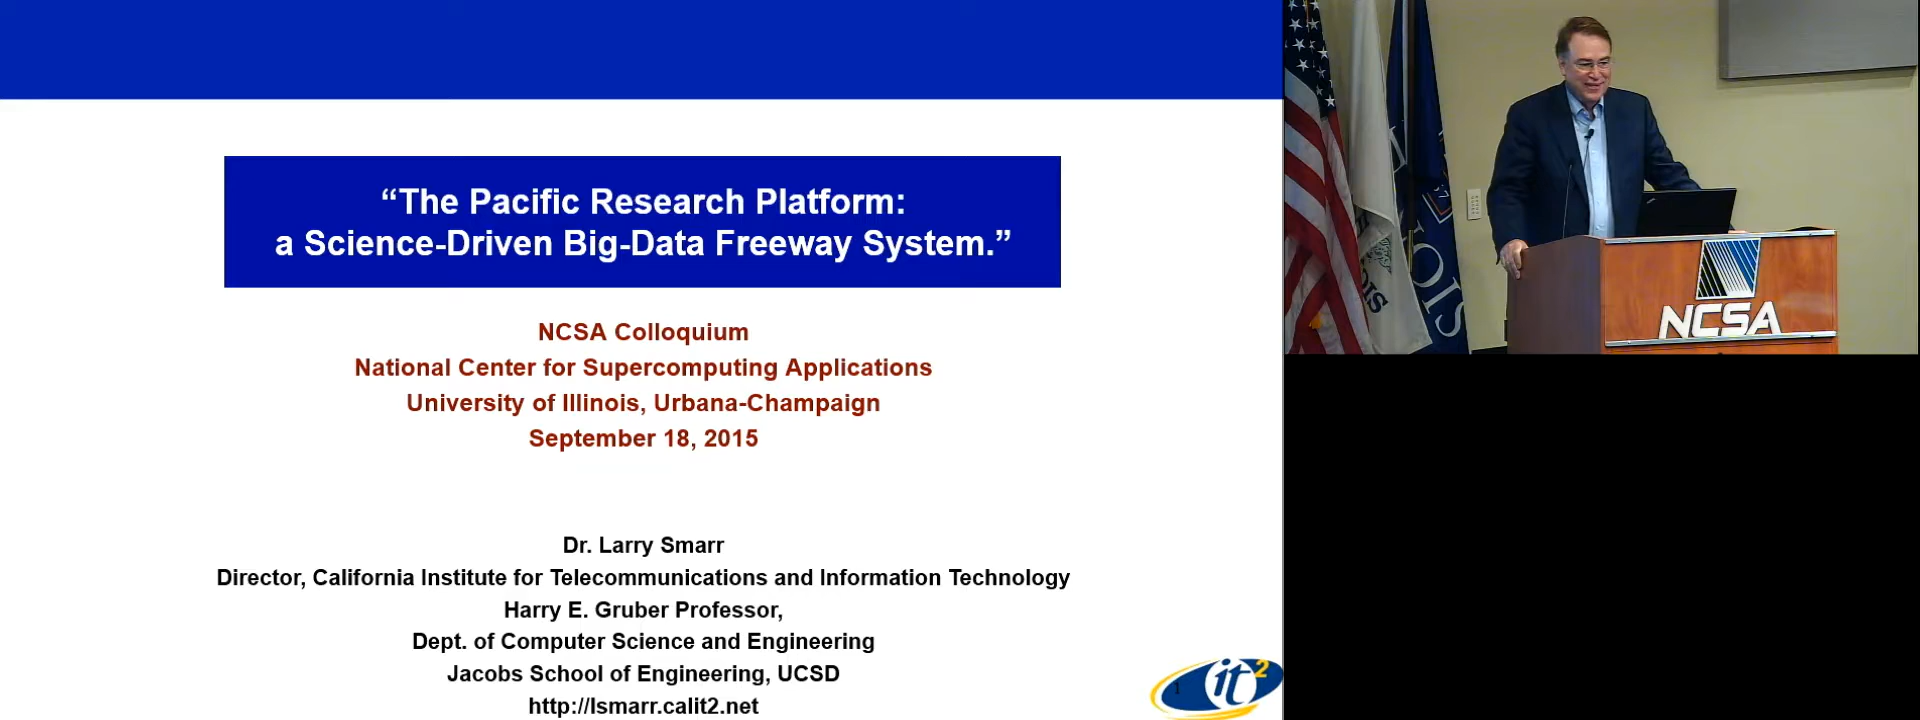 “The Pacific Research Platform:
a Science-Driven Big-Data Freeway System.”
NCSA Colloquium
National Center for Supercomputing Applications
University of Illinois, Urbana-Champaign
September 18, 2015
Dr. Larry Smarr
Director, California Institute for Telecommunications and Information Technology
Harry E. Gruber Professor,
Dept. of Computer Science and Engineering
Jacobs School of Engineering, UCSD
http://lsmarr.calit2.net
1
it2
NCSA